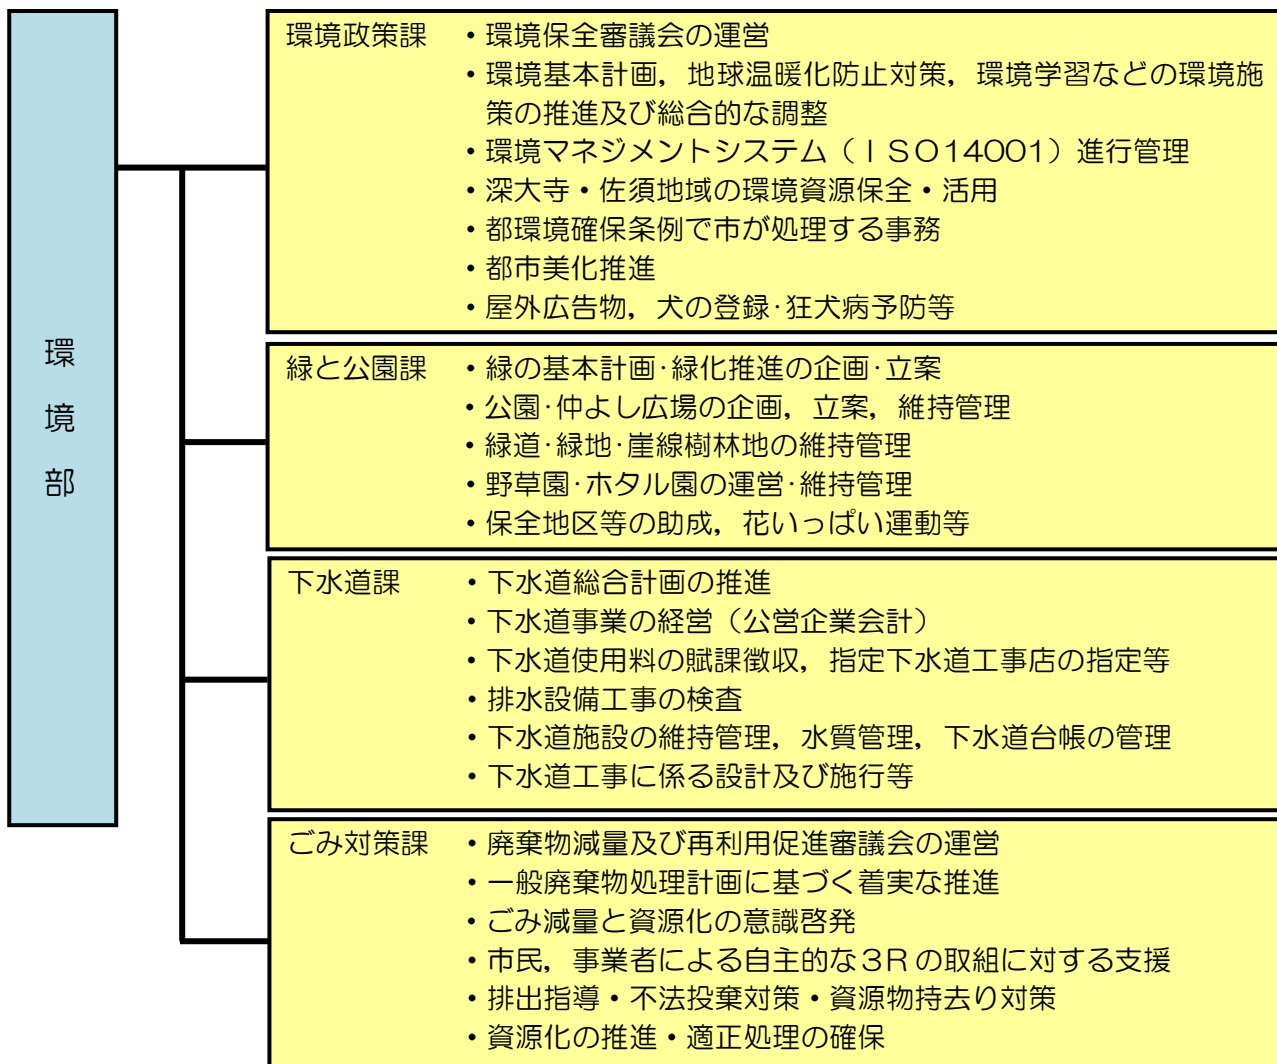 環境部
環境政策課 ・環境保全審議会の運営
・環境基本計画，地球温暖化防止対策，環境学習などの環境施
策の推進及び総合的な調整
・環境マネジメントシステム（ＩＳＯ14001）進行管理
・深大寺・佐須地域の環境資源保全・活用
・都環境確保条例で市が処理する事務
・都市美化推進
・屋外広告物，犬の登録･狂犬病予防等
緑と公園課 ・緑の基本計画･緑化推進の企画･立案
・公園･仲よし広場の企画，立案，維持管理
・緑道･緑地･崖線樹林地の維持管理
・野草園･ホタル園の運営･維持管理
・保全地区等の助成，花いっぱい運動等
下水道課 ・下水道総合計画の推進
・下水道事業の経営（公営企業会計）
・下水道使用料の賦課徴収，指定下水道工事店の指定等
・排水設備工事の検査
・下水道施設の維持管理，水質管理，下水道台帳の管理
・下水道工事に係る設計及び施行等
ごみ対策課 ・廃棄物減量及び再利用促進審議会の運営
・一般廃棄物処理計画に基づく着実な推進
・ごみ減量と資源化の意識啓発
・市民，事業者による自主的な３Ｒの取組に対する支援
・排出指導・不法投棄対策・資源物持去り対策
・資源化の推進・適正処理の確保